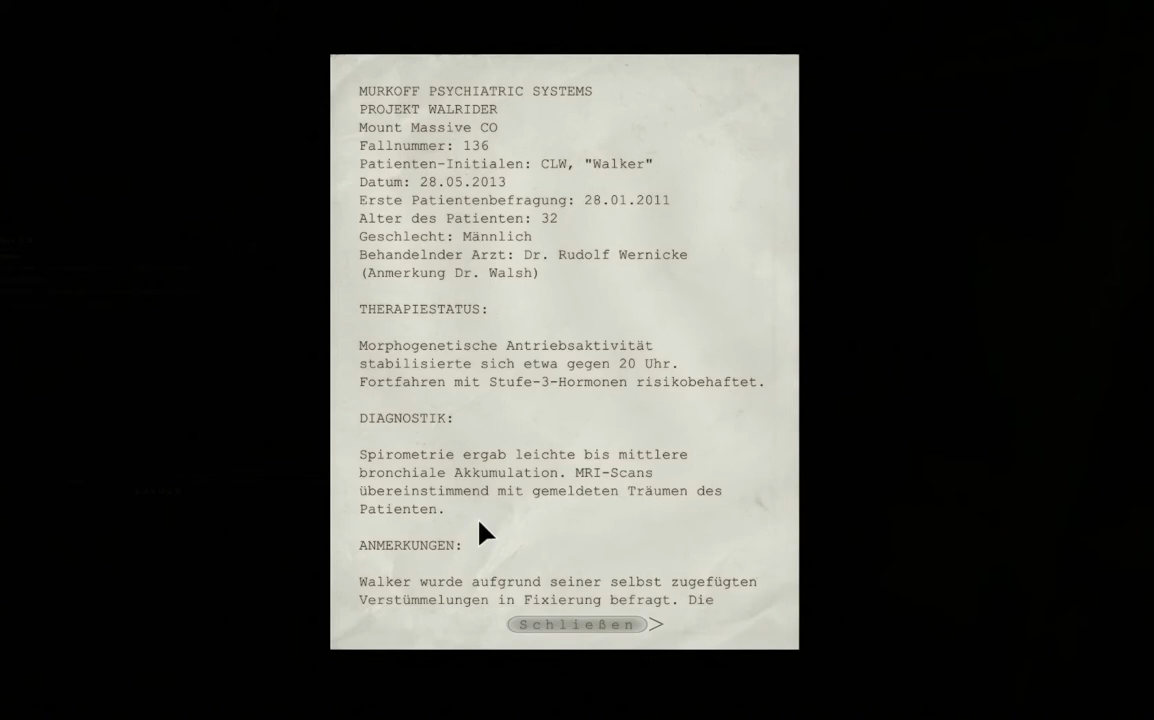 MURKOFF PSYCHIATRIC SYSTEMS
PROJEKT WALRIDER
Mount Massive CO
Fallnummer: 136
Patienten-Initialen: CLW, "Walker"
Datum: 28.05.2013
Erste Patientenbefragung: 28.01.2011
Alter des Patienten: 32
Geschlecht: Männlich
Behandelnder Arzt: Dr. Rudolf Wernicke
(Anmerkung Dr. Walsh)
THERAPIESTATUS:
Morphogenetische Antriebsaktivität
stabilisierte sich etwa gegen 20 Uhr.
Fortfahren mit Stufe-3-Hormonen risikobehaftet.
DIAGNOSTIK:
Spirometrie ergab leichte bis mittlere
bronchiale Akkumulation. MRI-Scans
übereinstimmend mit gemeldeten Träumen des
Patienten.
ANMERKUNGEN:
Walker wurde aufgrund seiner selbst zugefügten
Verstümmelungen in Fixierung befragt. Die
Schließen >